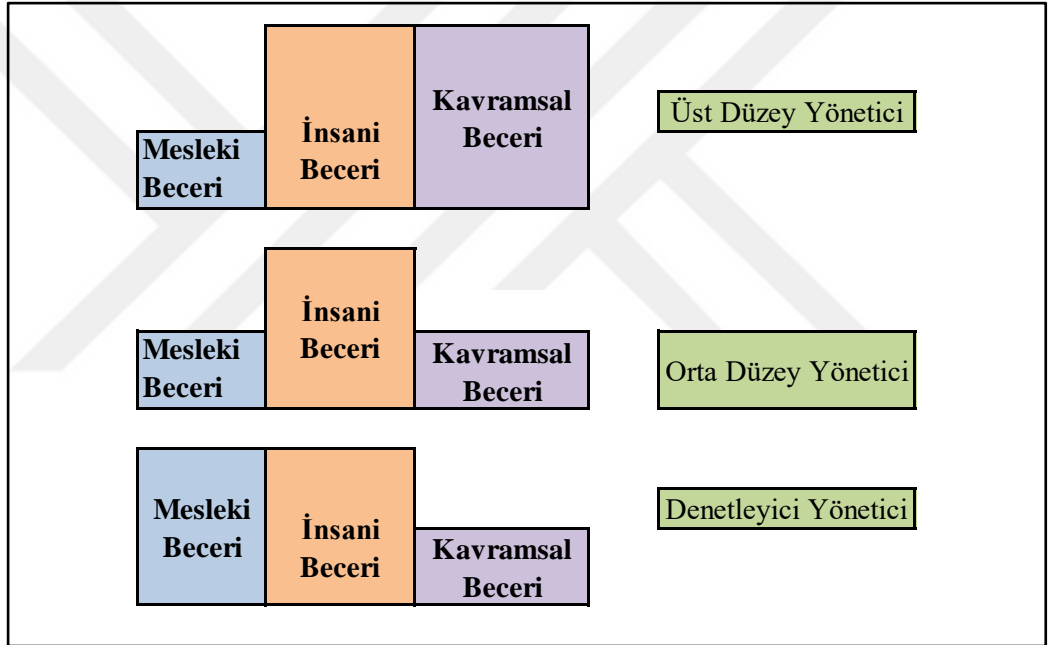 Mesleki
Beceri
İnsani
Beceri
Kavramsal
Beceri
Üst Düzey Yönetici
Mesleki
Beceri
İnsani
Beceri
Kavramsal
Beceri
Orta Düzey Yönetici
Mesleki
Beceri
İnsani
Beceri
Kavramsal
Beceri
Denetleyici Yönetici